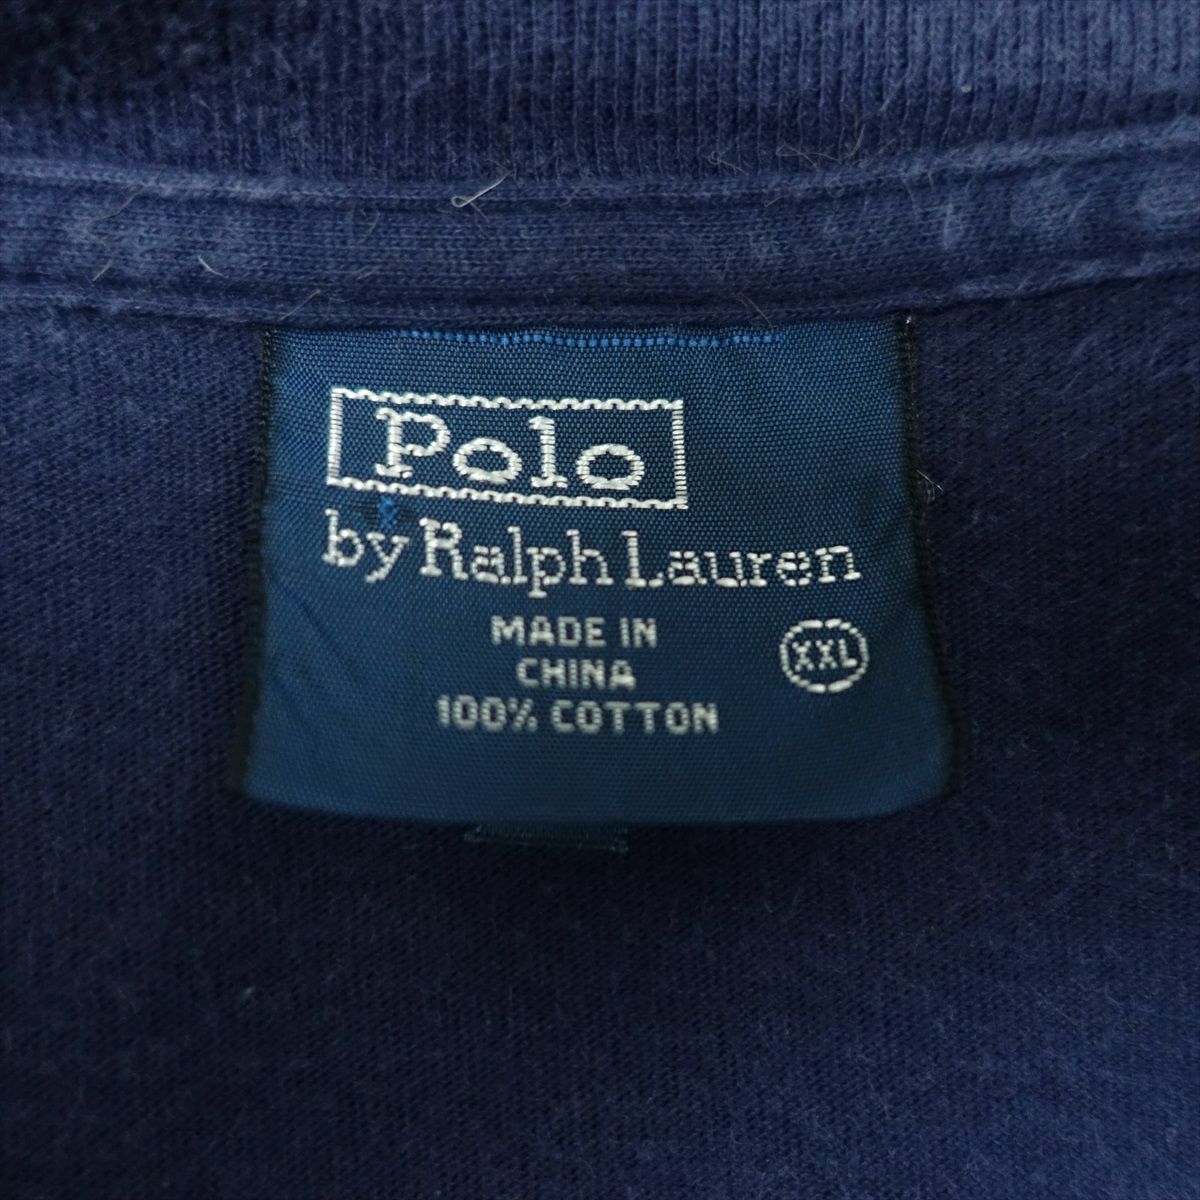 Polo
by Ralph Lauren
MADE IN
CHINA
100% COTTON
XXL